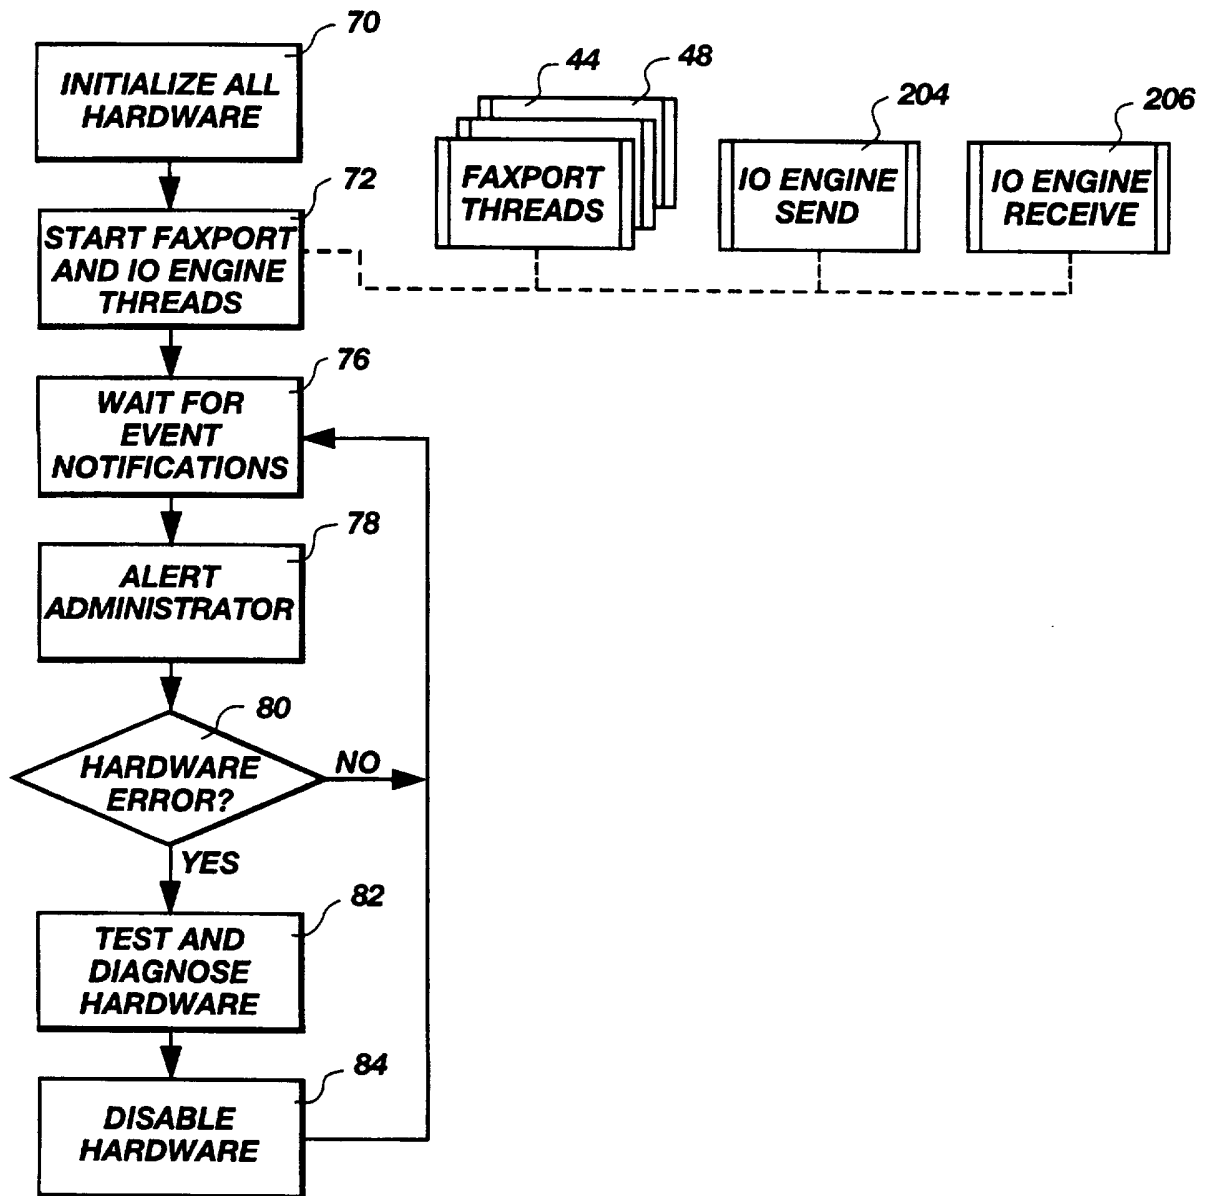 70
INITIALIZE ALL
HARDWARE
44
48
204
206
FAXPORT
THREADS
IO ENGINE
SEND
IO ENGINE
RECEIVE
72
START FAXPORT
AND IO ENGINE
THREADS
76
WAIT FOR
EVENT
NOTIFICATIONS
78
ALERT
ADMINISTRATOR
80
HARDWARE
ERROR?
NO
YES
82
TEST AND
DIAGNOSE
HARDWARE
84
DISABLE
HARDWARE